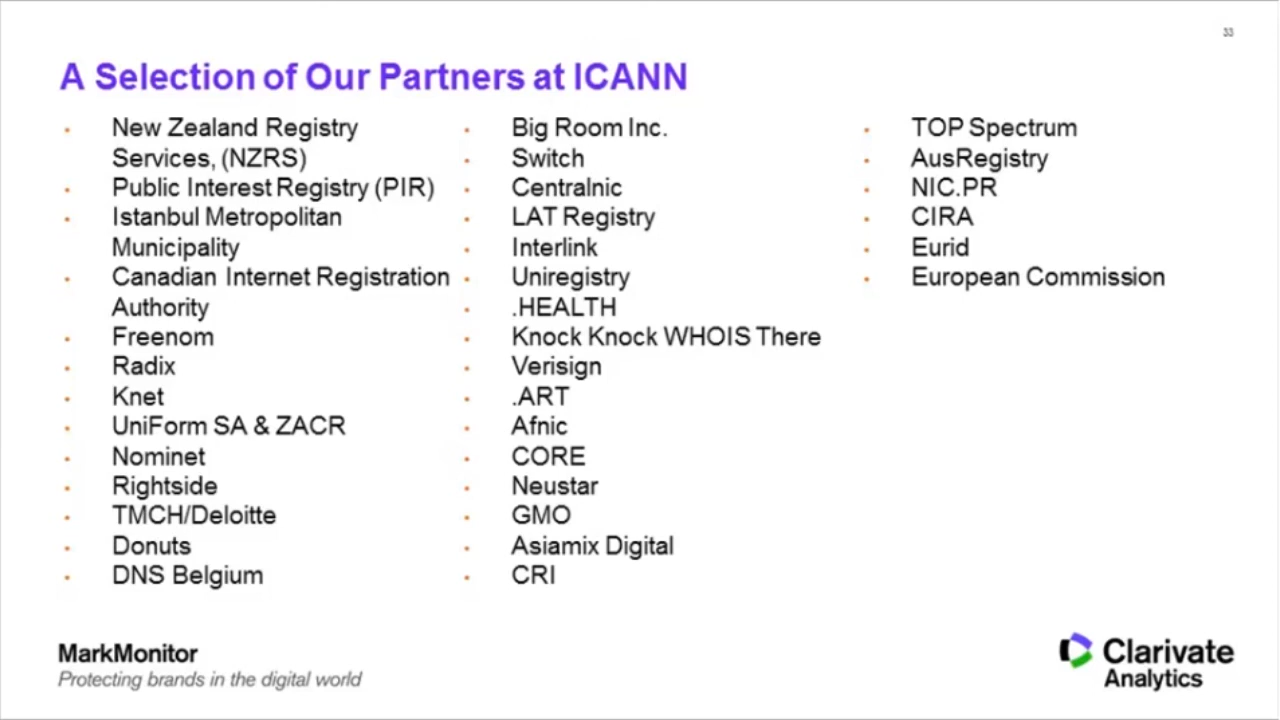 33
A Selection of Our Partners at ICANN
New Zealand Registry
Services, (NZRS)
Public Interest Registry (PIR)
Istanbul Metropolitan
Municipality
Canadian Internet Registration
Authority
Freenom
Radix
Knet
UniForm SA & ZACR
Nominet
Rightside
TMCH/Deloitte
Donuts
DNS Belgium
Big Room Inc.
Switch
Centralnic
LAT Registry
Interlink
Uniregistry
.HEALTH
Knock Knock WHOIS There
Verisign
.ART
Afnic
CORE
Neustar
GMO
Asiamix Digital
CRI
TOP Spectrum
AusRegistry
NIC.PR
CIRA
Eurid
European Commission
MarkMonitor
Protecting brands in the digital world
Clarivate
Analytics